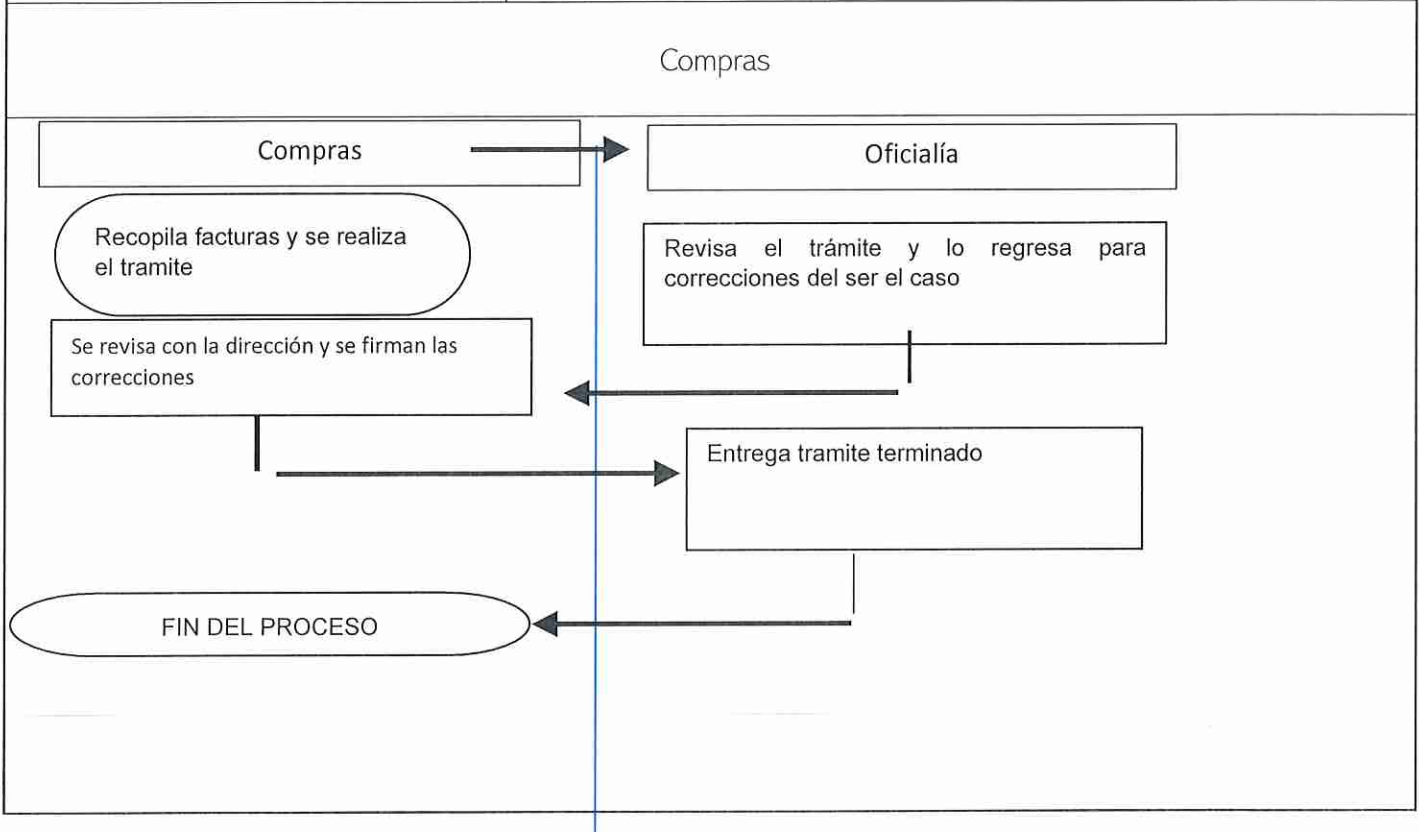 Compras
Compras
Oficialía
Recopila facturas y se realiza
el tramite
Revisa el trámite y lo regresa para
correcciones del ser el caso
Se revisa con la dirección y se firman las
correcciones
Entrega tramite terminado
FIN DEL PROCESO